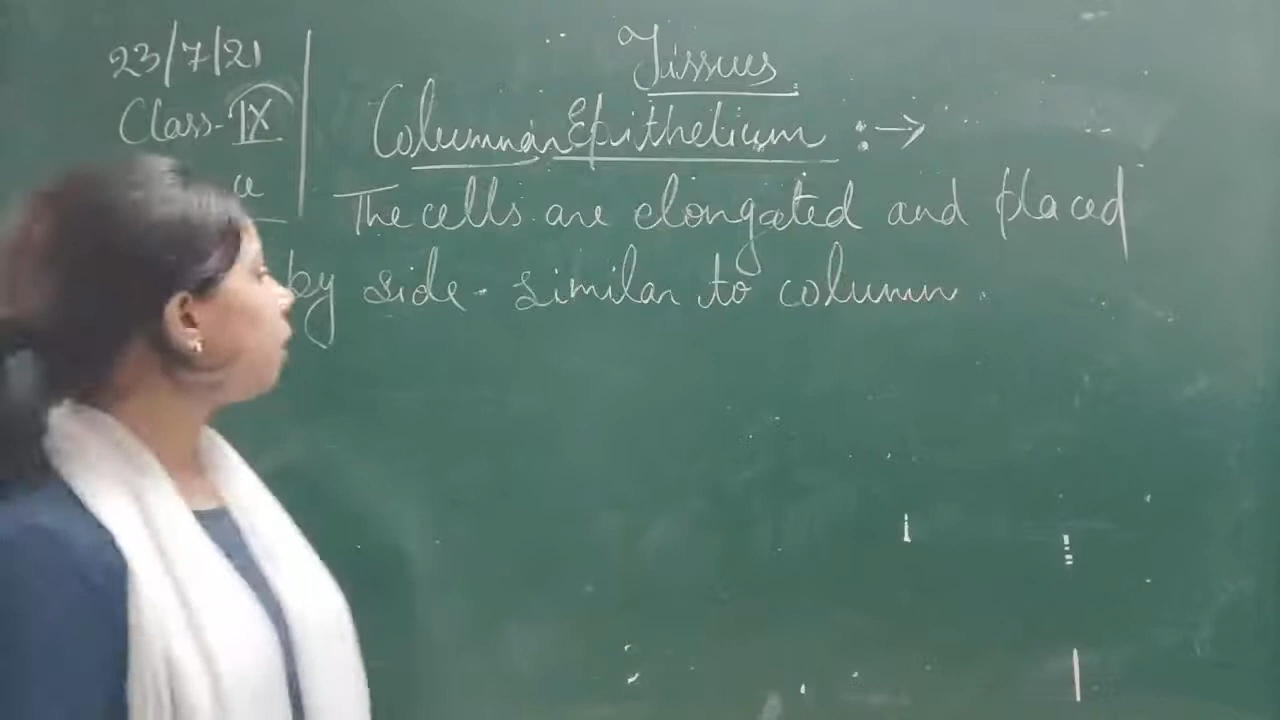 23/7/21
Class-IX
Tissues
Columnar Epithelium :→
The cells are elongated and placed
by side. similar to column.